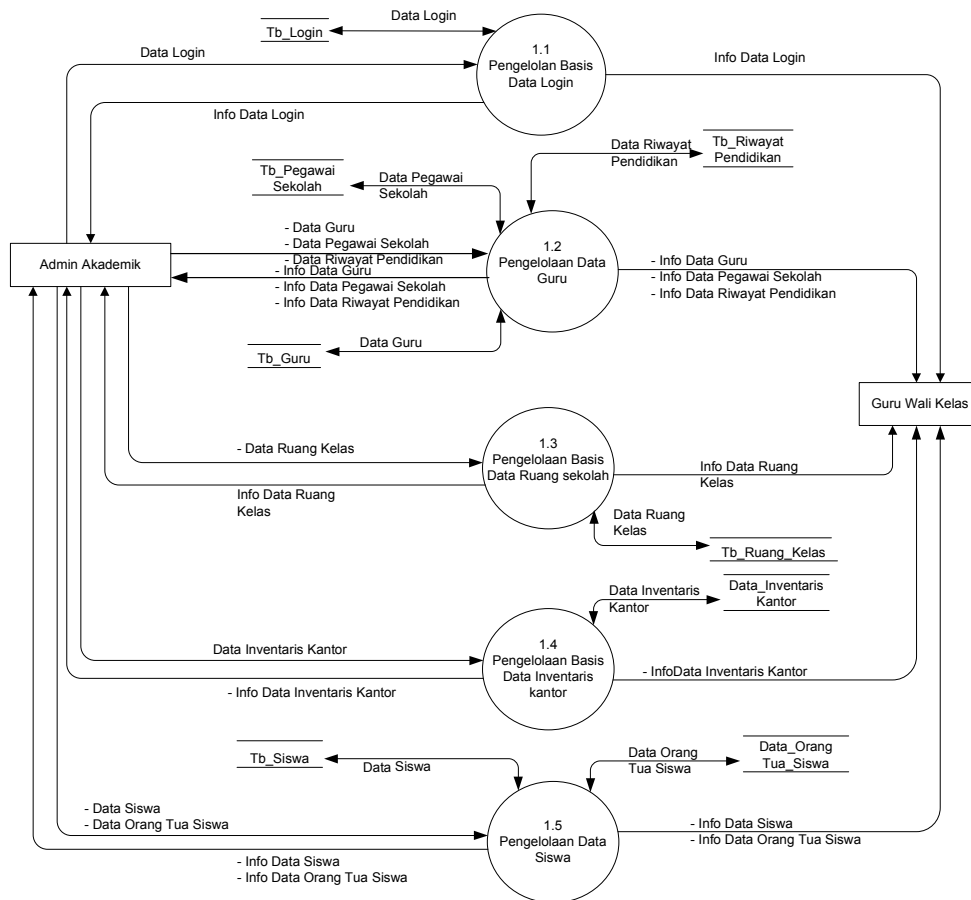 Data Login
Tb_Login
1.1
Pengelolan Basis
Data Login
Data Login
Info Data Login
Info Data Login
Tb_Pegawai
Sekolah
Data Pegawai
Sekolah
Data Riwayat
Pendidikan
Tb_Riwayat
Pendidikan
- Data Guru
- Data Pegawai Sekolah
- Data Riwayat Pendidikan
- Info Data Guru
- Info Data Pegawai Sekolah
- Info Data Riwayat Pendidikan
Admin Akademik
1.2
Pengelolaan Data
Guru
- Info Data Guru
- Info Data Pegawai Sekolah
- Info Data Riwayat Pendidikan
Tb_Guru
Data Guru
Guru Wali Kelas
- Data Ruang Kelas
Info Data Ruang
Kelas
1.3
Pengelolaan Basis
Data Ruang sekolah
Info Data Ruang
Kelas
Data Ruang
Kelas
Tb_Ruang_Kelas
Data Inventaris
Kantor
Data_Inventaris
Kantor
Data Inventaris Kantor
- Info Data Inventaris Kantor
1.4
Pengelolaan Basis
Data Inventaris
kantor
- InfoData Inventaris Kantor
Tb_Siswa
Data Siswa
Data Orang
Tua Siswa
Data_Orang
Tua_Siswa
- Data Siswa
- Data Orang Tua Siswa
- Info Data Siswa
- Info Data Orang Tua Siswa
1.5
Pengelolaan Data
Siswa
- Info Data Siswa
- Info Data Orang Tua Siswa